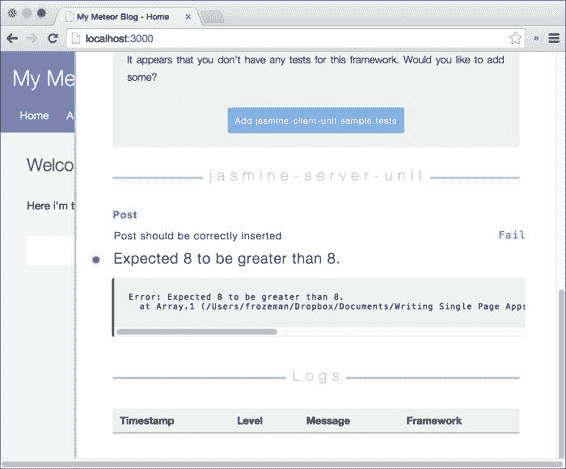 My Meteor Blog - Home
localhost:3000
My Me
Home A
Welco
Here i'm t
It appears that you don't have any tests for this framework. Would you like to add
some?
Add jasmine-client-unit sample tests
jasmine-server-unit
Post
Post should be correctly inserted Fail
Expected 8 to be greater than 8.
Error: Expected 8 to be greater than 8.
at Array.1 (/Users/frozeman/Dropbox/Documents/Writing Single Page Apps
Logs
Timestamp Level Message Framework